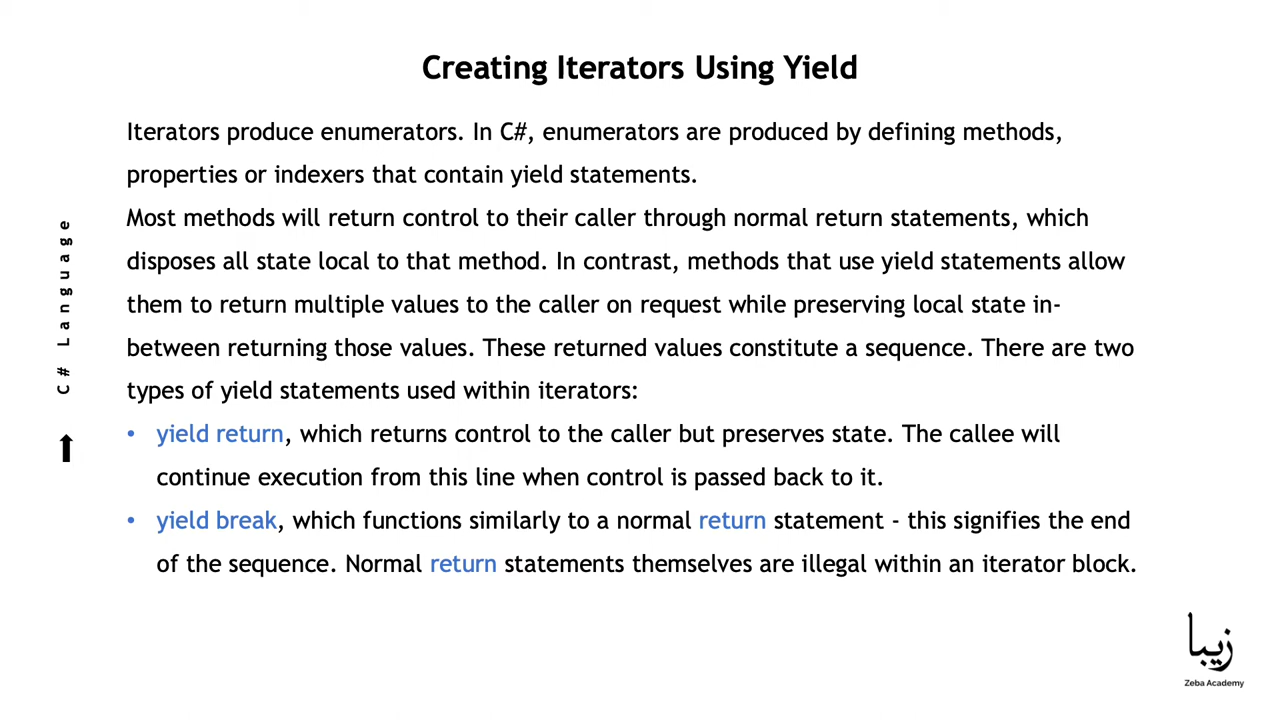 Creating Iterators Using Yield
Iterators produce enumerators. In C#, enumerators are produced by defining methods,
properties or indexers that contain yield statements.
Most methods will return control to their caller through normal return statements, which
disposes all state local to that method. In contrast, methods that use yield statements allow
them to return multiple values to the caller on request while preserving local state in-
between returning those values. These returned values constitute a sequence. There are two
types of yield statements used within iterators:
• yield return, which returns control to the caller but preserves state. The callee will
continue execution from this line when control is passed back to it.
• yield break, which functions similarly to a normal return statement - this signifies the end
of the sequence. Normal return statements themselves are illegal within an iterator block.
C# Language
زيبا
Zeba Academy